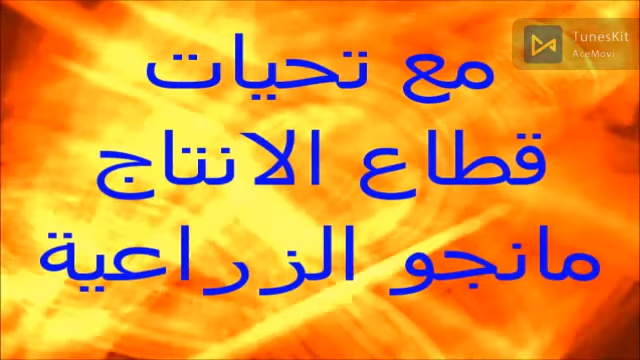 TunesKit
AceMovi
مع تحيات
قطاع الانتاج
مانجو الزراعية